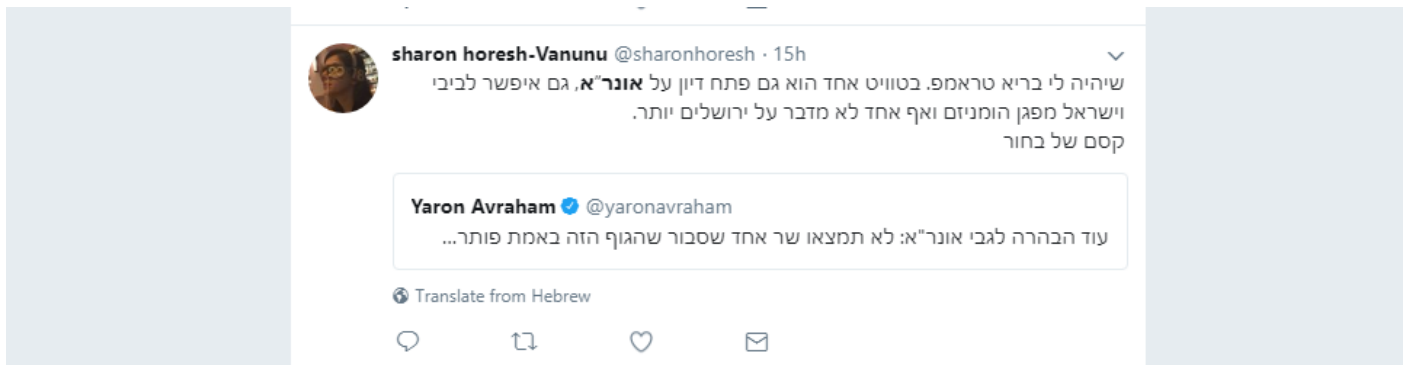 sharon horesh-Vanunu @sharonhoresh · 15h
שיהיה לי בריא טראמפ. בטוויט אחד הוא גם פתח דיון על אונר״א, גם איפשר לביבי
וישראל מפגן הומניזם ואף אחד לא מדבר על ירושלים יותר.
קסם של בחור
Yaron Avraham @yaronavraham
עוד הבהרה לגבי אונר"א: לא תמצאו שר אחד שסבור שהגוף הזה באמת פותר...
Translate from Hebrew